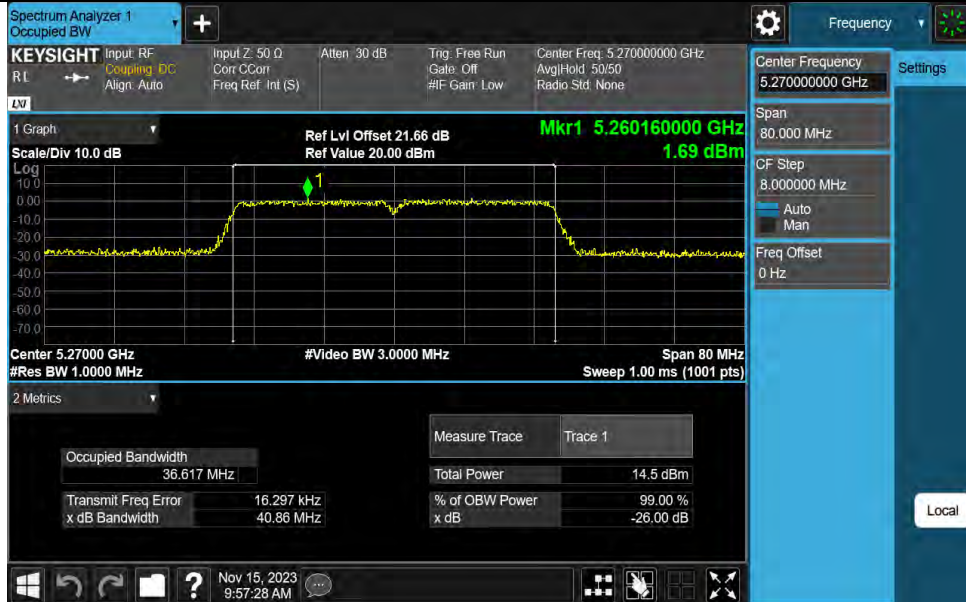 Spectrum Analyzer 1
Occupied BW
+
Frequency
KEYSIGHT
RL
LXI
Input: RF
Coupling: DC
Align: Auto
Input Z: 50 Ω
Corr CCorr
Freq Ref: Int (S)
Atten: 30 dB
Trig: Free Run
Gate: Off
#IF Gain: Low
Center Freq: 5.270000000 GHz
Avg|Hold: 50/50
Radio Std: None
Center Frequency
5.270000000 GHz
Settings
Span
80.000 MHz
CF Step
8.000000 MHz
Auto
Man
Freq Offset
0 Hz
Local
1 Graph
Scale/Div 10.0 dB
Ref Lvl Offset 21.66 dB
Ref Value 20.00 dBm
Mkr1 5.260160000 GHz
1.69 dBm
Log
10.0
0.00
-10.0
-20.0
-30.0
-40.0
-50.0
-60.0
-70.0
1
Center 5.27000 GHz
#Res BW 1.0000 MHz
#Video BW 3.0000 MHz
Span 80 MHz
Sweep 1.00 ms (1001 pts)
2 Metrics
Occupied Bandwidth
36.617 MHz
Transmit Freq Error 16.297 kHz
x dB Bandwidth 40.86 MHz
Measure Trace Trace 1
Total Power 14.5 dBm
% of OBW Power 99.00 %
x dB -26.00 dB
?
Nov 15, 2023
9:57:28 AM